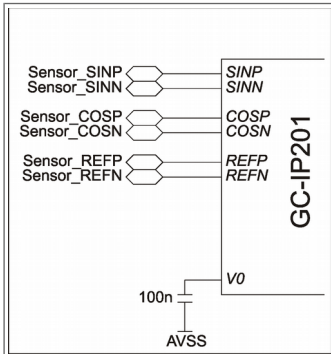 Sensor_SINP SINP
Sensor_SINN SINN
Sensor_COSP COSP
Sensor_COSN COSN
Sensor_REFP REFP
Sensor_REFN REFN
GC-IP201
V0
100n
AVSS